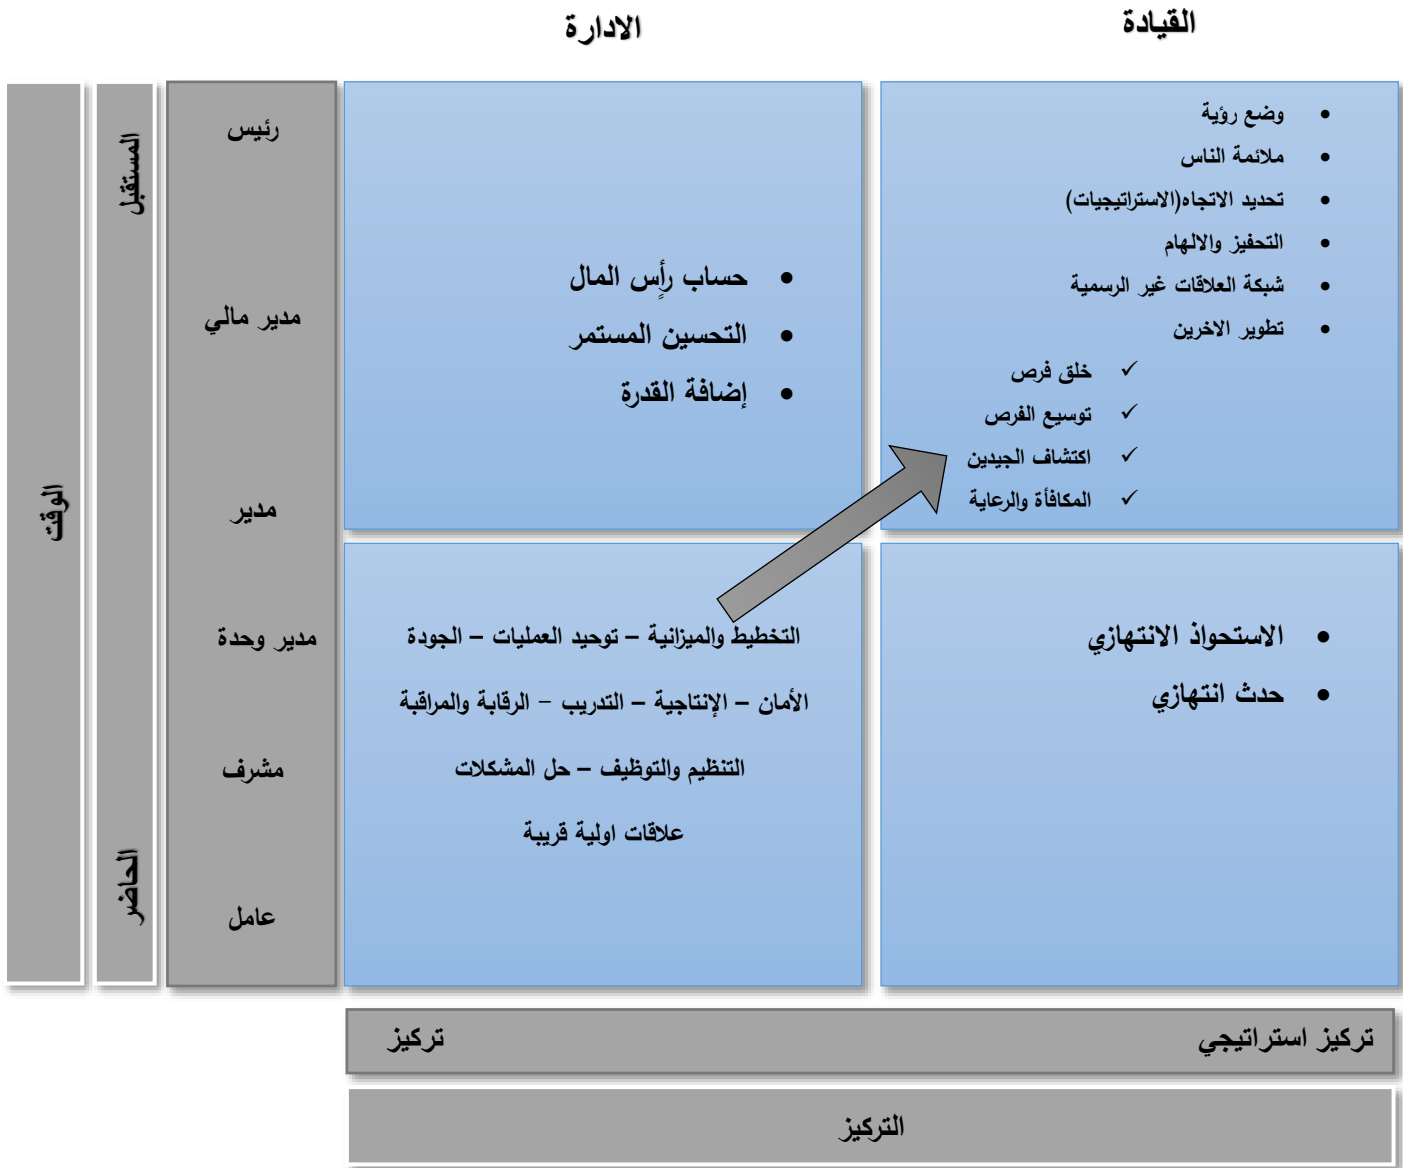 القيادة
الادارة
وضع رؤية
ملائمة الناس
تحديد الاتجاه(الاستراتيجيات)
التحفيز والالهام
شبكة العلاقات غير الرسمية
تطوير الاخرين
خلق فرص
توسيع الفرص
اكتشاف الجيدين
المكافأة والرعاية
حساب رأٍس المال
التحسين المستمر
إضافة القدرة
الاستحواذ الانتهازي
حدث انتهازي
التخطيط والميزانية – توحيد العمليات – الجودة
الأمان – الإنتاجية – التدريب – الرقابة والمراقبة
التنظيم والتوظيف – حل المشكلات
علاقات اولية قريبة
رئيس
مدير مالي
مدير
مدير وحدة
مشرف
عامل
المستقبل
الحاضر
الوقت
تركيز استراتيجي
تركيز
التركيز